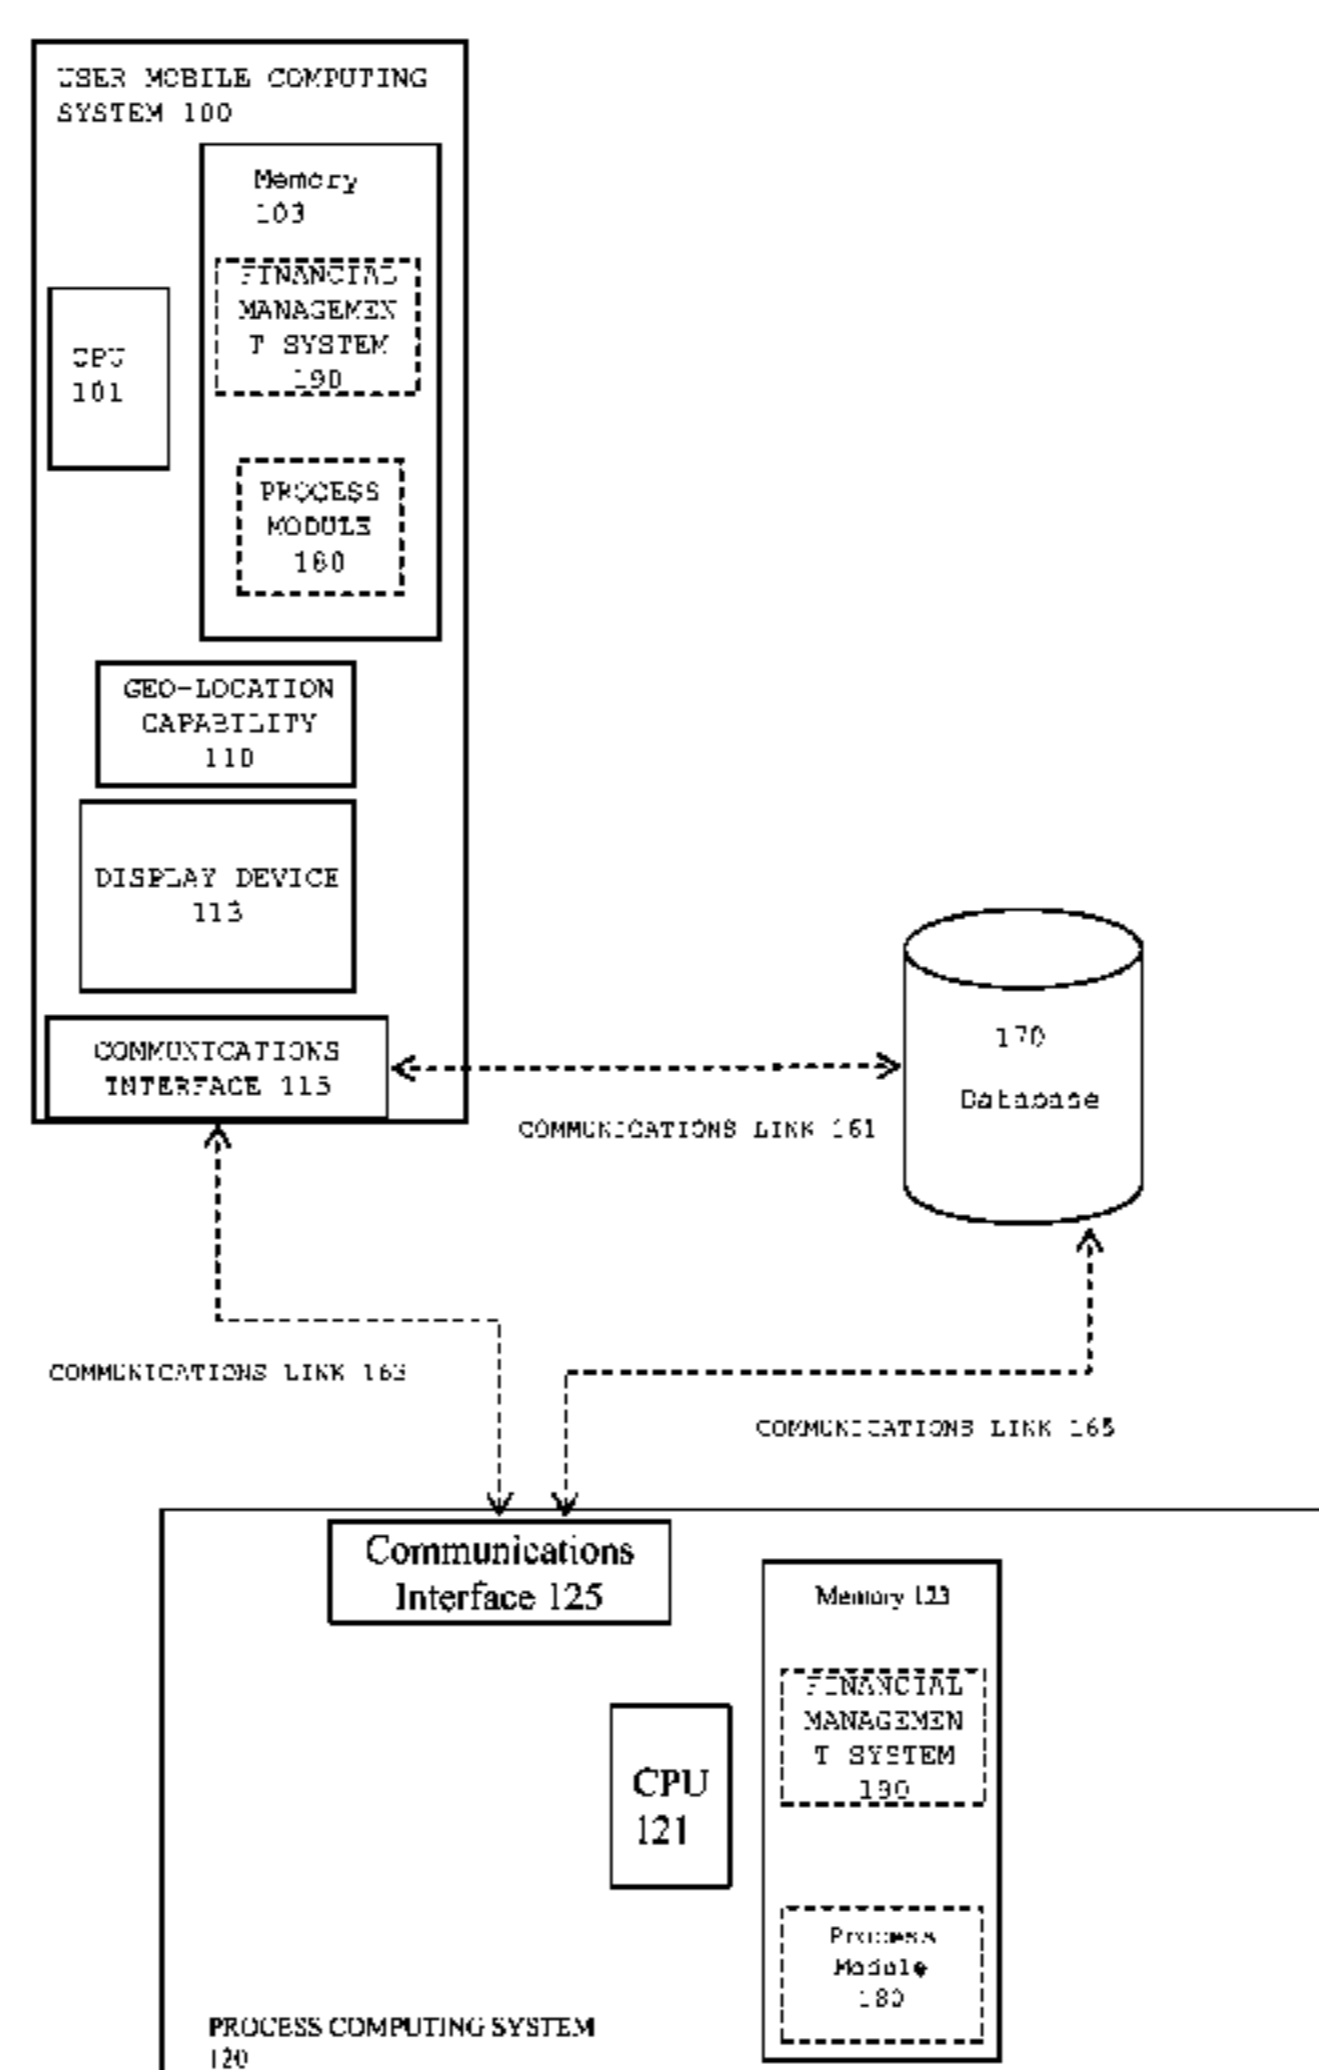 USER MOBILE COMPUTING
SYSTEM 100
Memory
103
FINANCIAL
MANAGEMEN
T SYSTEM
190
CPU
101
PROCESS
MODULE
180
GEO-LOCATION
CAPABILITY
110
DISPLAY DEVICE
113
COMMUNICATIONS
INTERFACE 115
170
Database
COMMUNICATIONS LINK 161
COMMUNICATIONS LINK 163
COMMUNICATIONS LINK 165
Communications
Interface 125
Memory 123
FINANCIAL
MANAGEMEN
T SYSTEM
190
CPU
121
Process
Module
180
PROCESS COMPUTING SYSTEM
120